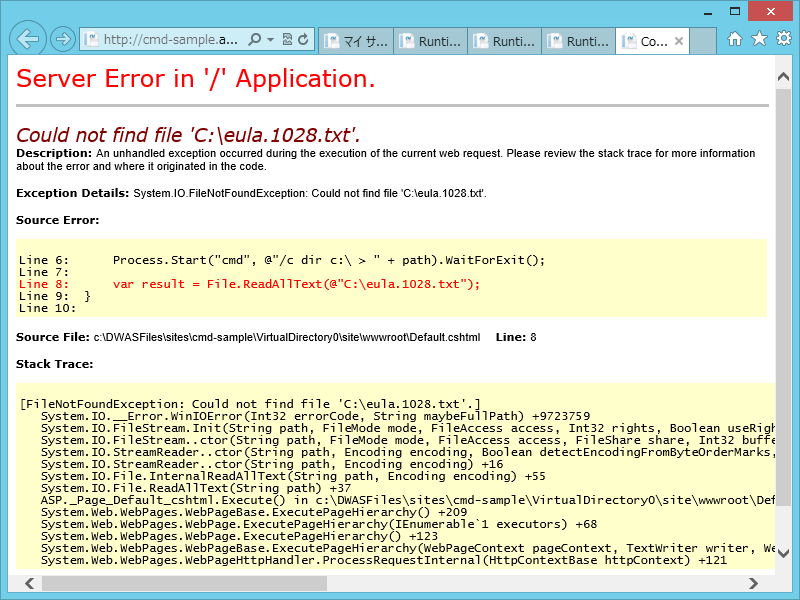 http://cmd-sample.a...
マイ サ...
Runti...
Runti...
Runti...
Co...
Server Error in '/' Application.
Could not find file 'C:\eula.1028.txt'.
Description: An unhandled exception occurred during the execution of the current web request. Please review the stack trace for more information
about the error and where it originated in the code.
Exception Details: System.IO.FileNotFoundException: Could not find file 'C:\eula.1028.txt'.
Source Error:
Line 6:      Process.Start("cmd", @"/c dir c:\ > " + path).WaitForExit();
Line 7:
Line 8:      var result = File.ReadAllText(@"C:\eula.1028.txt");
Line 9:  }
Line 10:
Source File: c:\DWASFiles\sites\cmd-sample\VirtualDirectory0\site\wwwroot\Default.cshtml    Line: 8
Stack Trace:
[FileNotFoundException: Could not find file 'C:\eula.1028.txt'.]
System.IO.__Error.WinIOError(Int32 errorCode, String maybeFullPath) +9723759
System.IO.FileStream.Init(String path, FileMode mode, FileAccess access, Int32 rights, Boolean useRigh
System.IO.FileStream..ctor(String path, FileMode mode, FileAccess access, FileShare share, Int32 buffe
System.IO.StreamReader..ctor(String path, Encoding encoding, Boolean detectEncodingFromByteOrderMarks,
System.IO.StreamReader..ctor(String path, Encoding encoding) +16
System.IO.File.InternalReadAllText(String path, Encoding encoding) +55
System.IO.File.ReadAllText(String path) +37
ASP._Page_Default_cshtml.Execute() in c:\DWASFiles\sites\cmd-sample\VirtualDirectory0\site\wwwroot\Def
System.Web.WebPages.WebPageBase.ExecutePageHierarchy() +209
System.Web.WebPages.WebPage.ExecutePageHierarchy(IEnumerable`1 executors) +68
System.Web.WebPages.WebPage.ExecutePageHierarchy() +123
System.Web.WebPages.WebPageBase.ExecutePageHierarchy(WebPageContext pageContext, TextWriter writer, We
System.Web.WebPages.WebPageHttpHandler.ProcessRequestInternal(HttpContextBase httpContext) +121